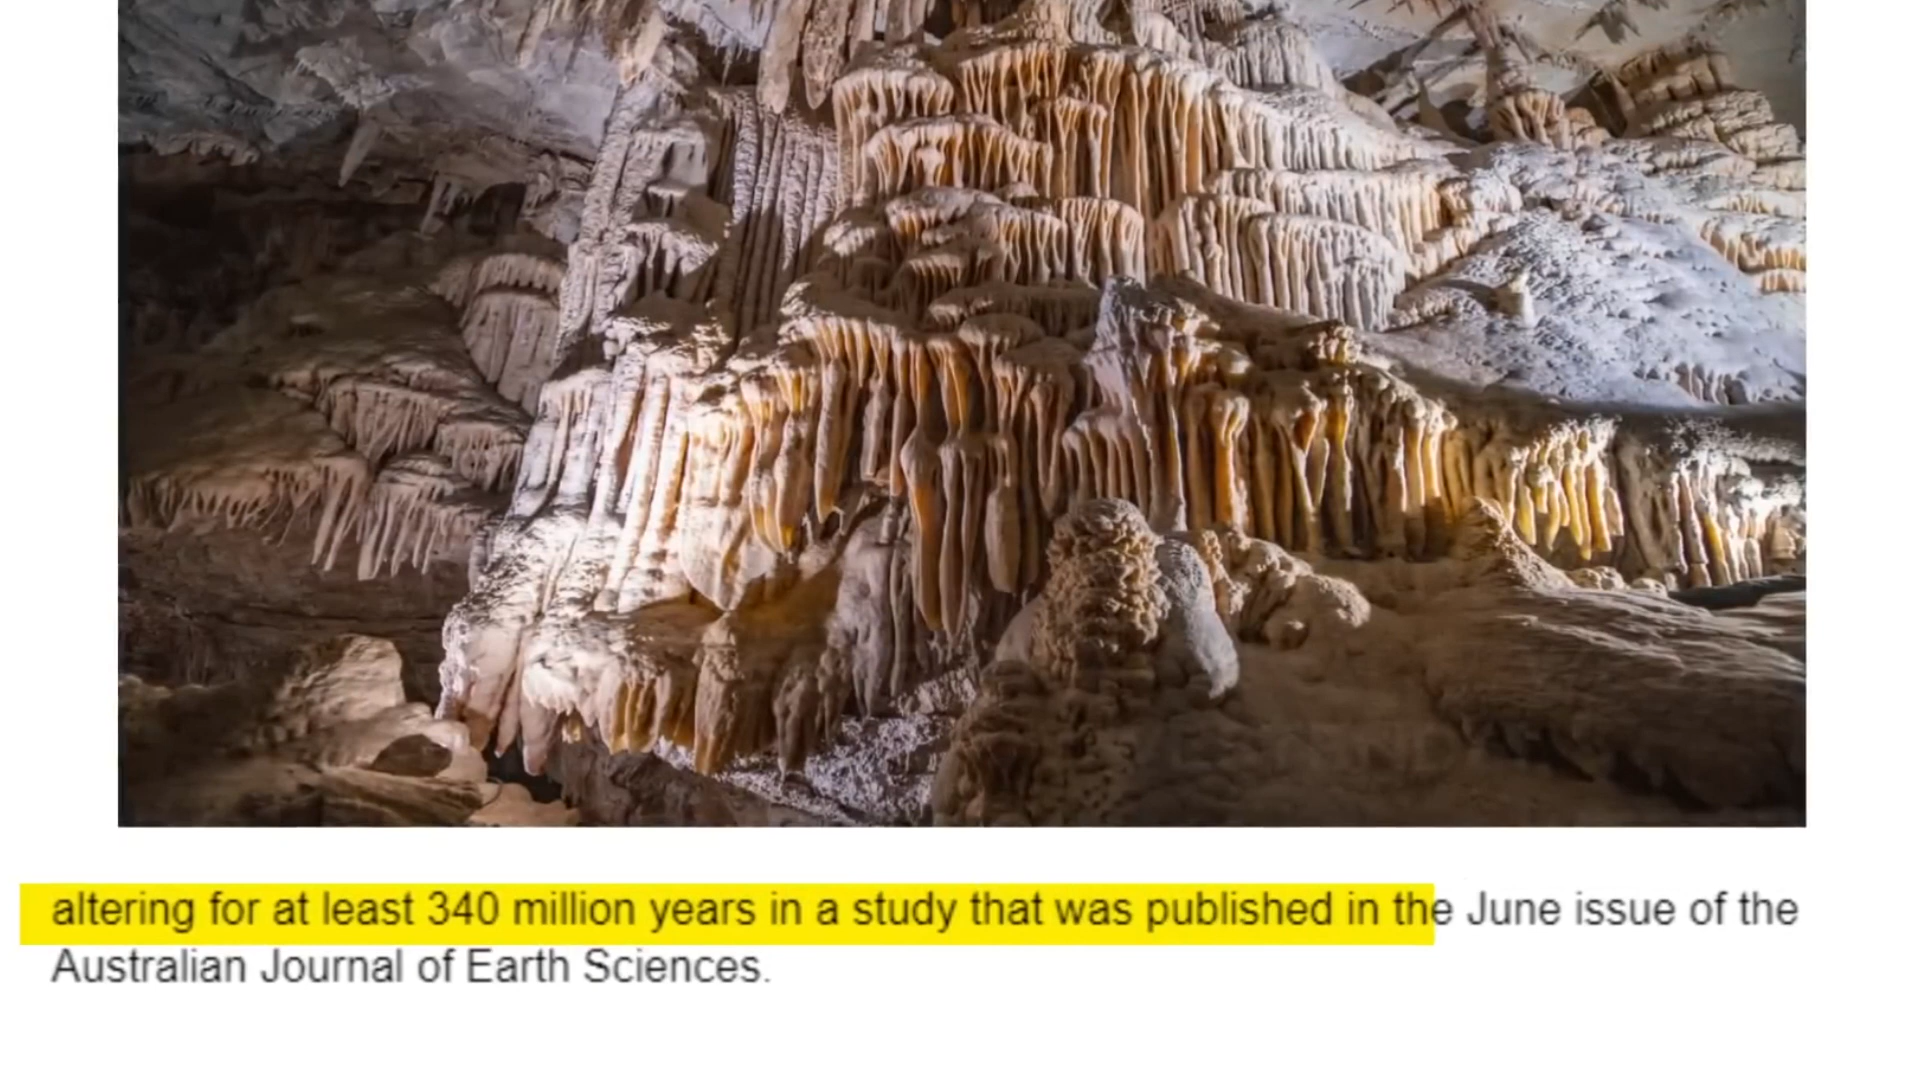 altering for at least 340 million years in a study that was published in the June issue of the
Australian Journal of Earth Sciences.